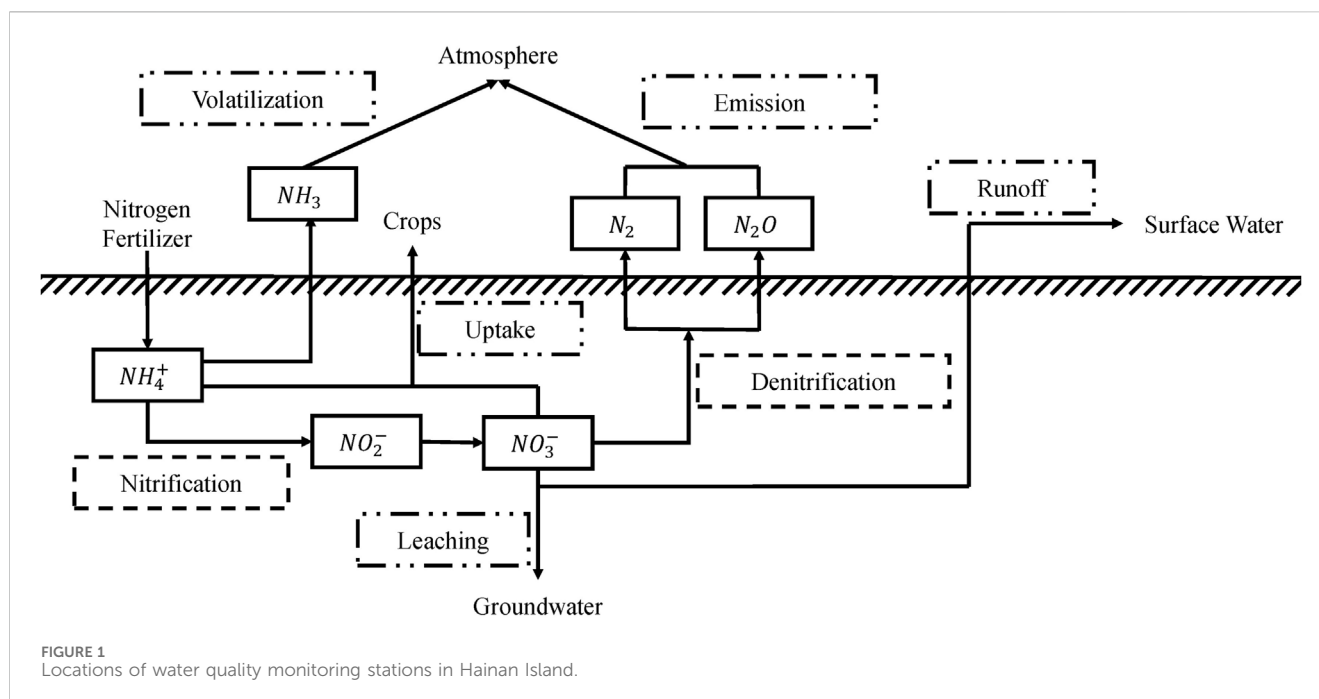 Atmosphere
Volatilization
Emission
NH₃
Nitrogen
Fertilizer
Crops
N₂
N₂O
Runoff
Surface Water
Uptake
NH₄⁺
Denitrification
NO₂⁻
NO₃⁻
Nitrification
Leaching
Groundwater
FIGURE 1
Locations of water quality monitoring stations in Hainan Island.